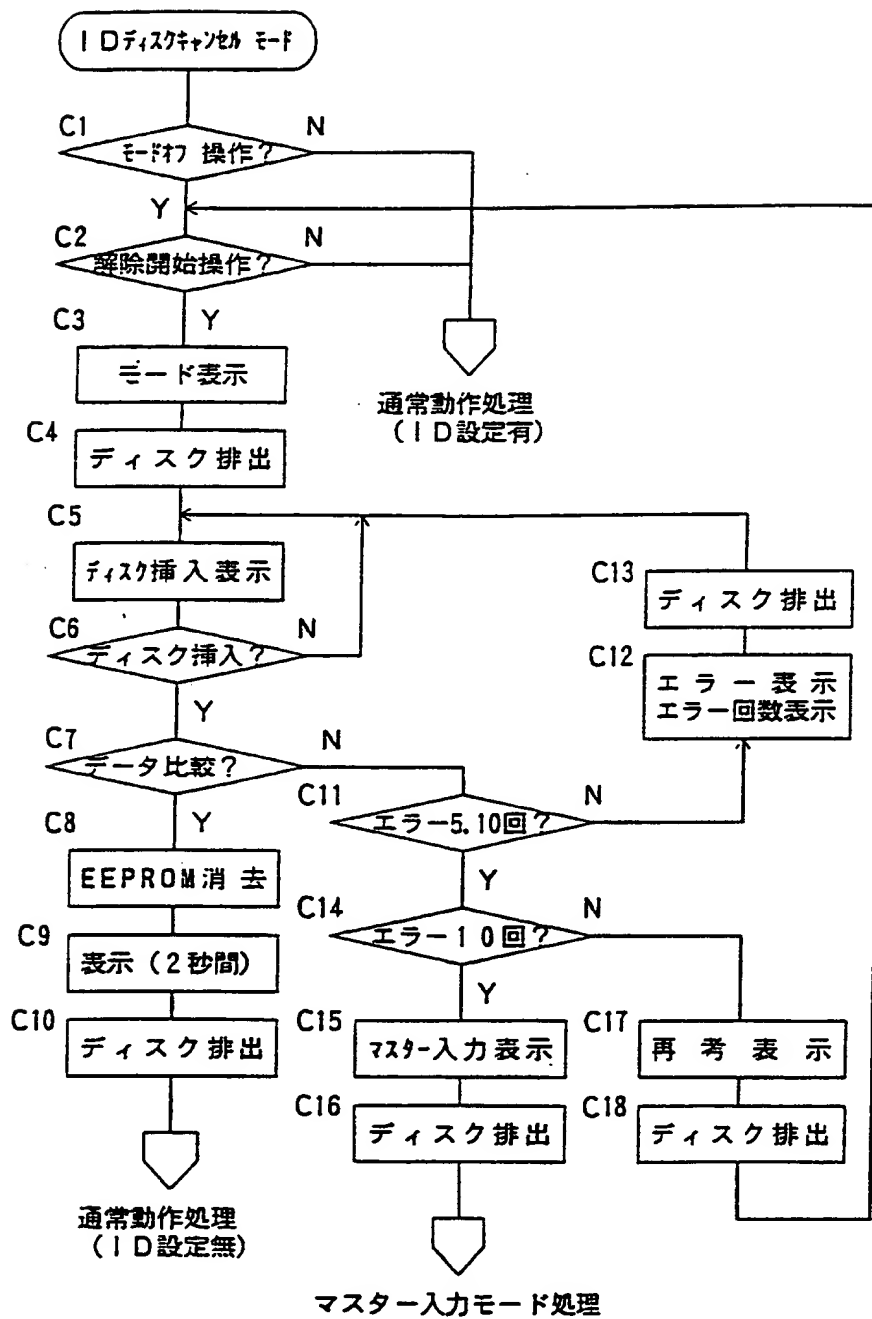 IDディスクキャンセル モード
C1
N
モードオフ 操作?
Y
C2
N
解除開始操作?
C3
Y
モード表示
通常動作処理
(ID設定有)
C4
ディスク排出
C5
ディスク挿入表示
C13
ディスク排出
C6
N
ディスク挿入?
C12
エラー表示
エラー回数表示
Y
C7
N
データ比較?
C11
N
エラー5.10回?
C8
Y
EEPROM消去
Y
C14
N
エラー10回?
C9
表示(2秒間)
Y
C10
ディスク排出
C15
マスター入力表示
C17
再考表示
C16
ディスク排出
C18
ディスク排出
通常動作処理
(ID設定無)
マスター入力モード処理